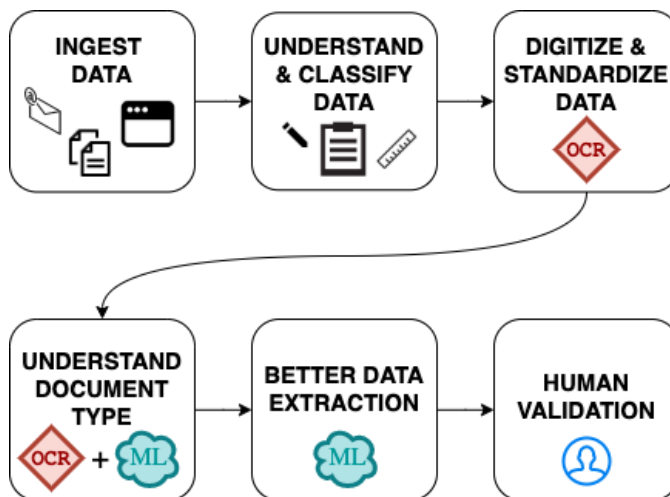 INGEST
DATA
@
UNDERSTAND
& CLASSIFY
DATA
DIGITIZE &
STANDARDIZE
DATA
OCR
UNDERSTAND
DOCUMENT
TYPE
OCR + ML
BETTER DATA
EXTRACTION
ML
HUMAN
VALIDATION